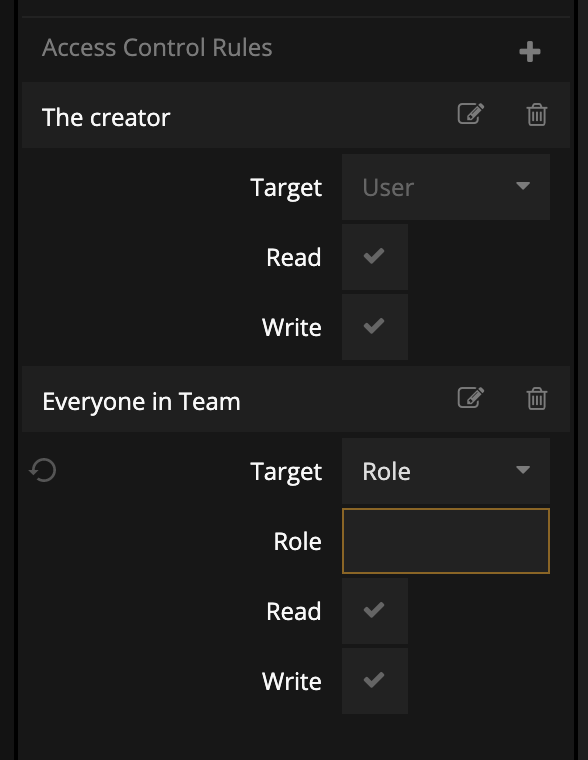 Access Control Rules
The creator
Target User
Read
Write
Everyone in Team
Target Role
Role
Read
Write